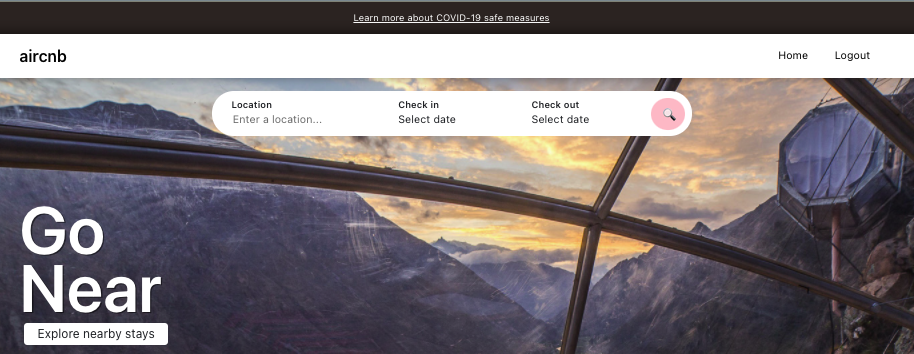 Learn more about COVID-19 safe measures
aircnb
Home
Logout
Location
Check in
Check out
Enter a location...
Select date
Select date
Go
Near
Explore nearby stays